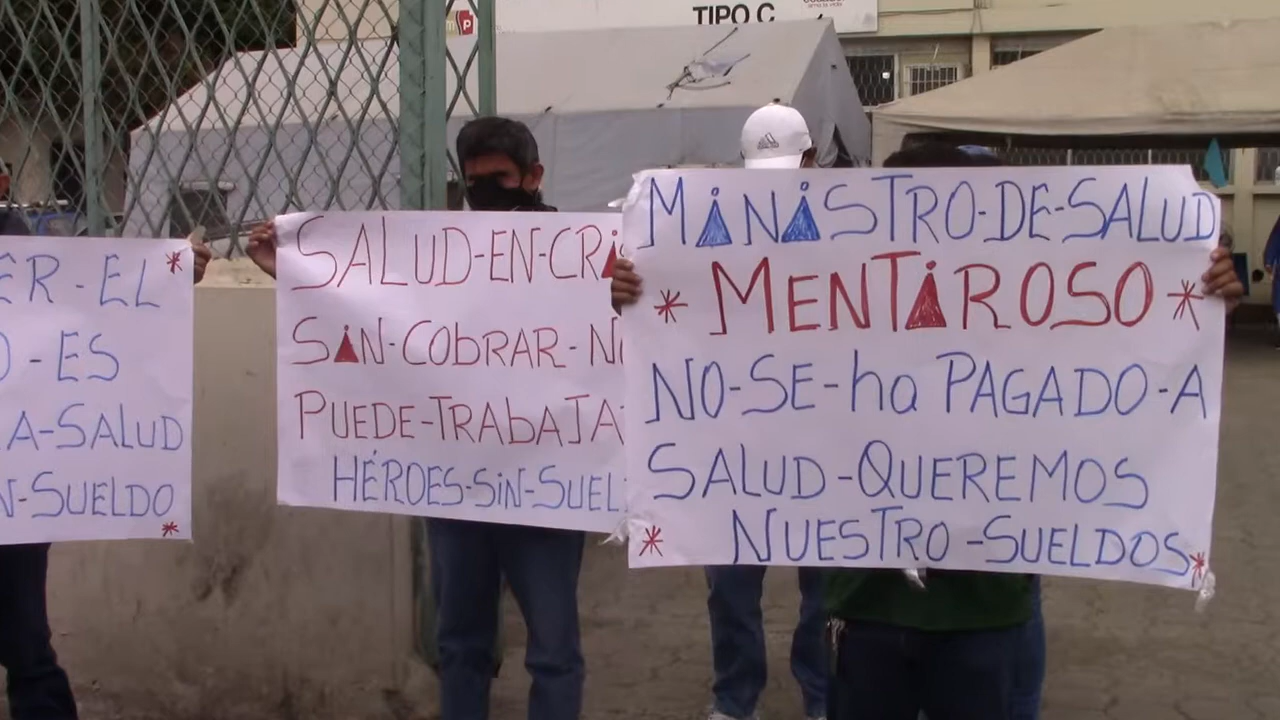 TIPO C
ER-EL
-ES
A-SALUD
N-SUELDO
SALUD-EN-CRI
SIN-CObRAR-N
PUEDE-TRAbAJA
HÉROES-SiN-SUEL
MINISTRO-DE-SALUD
* MENTIROSO *
NO-SE-ha PAGADO-A
SALUD-QUEREMOS
* NUESTRO-SUELDOS*